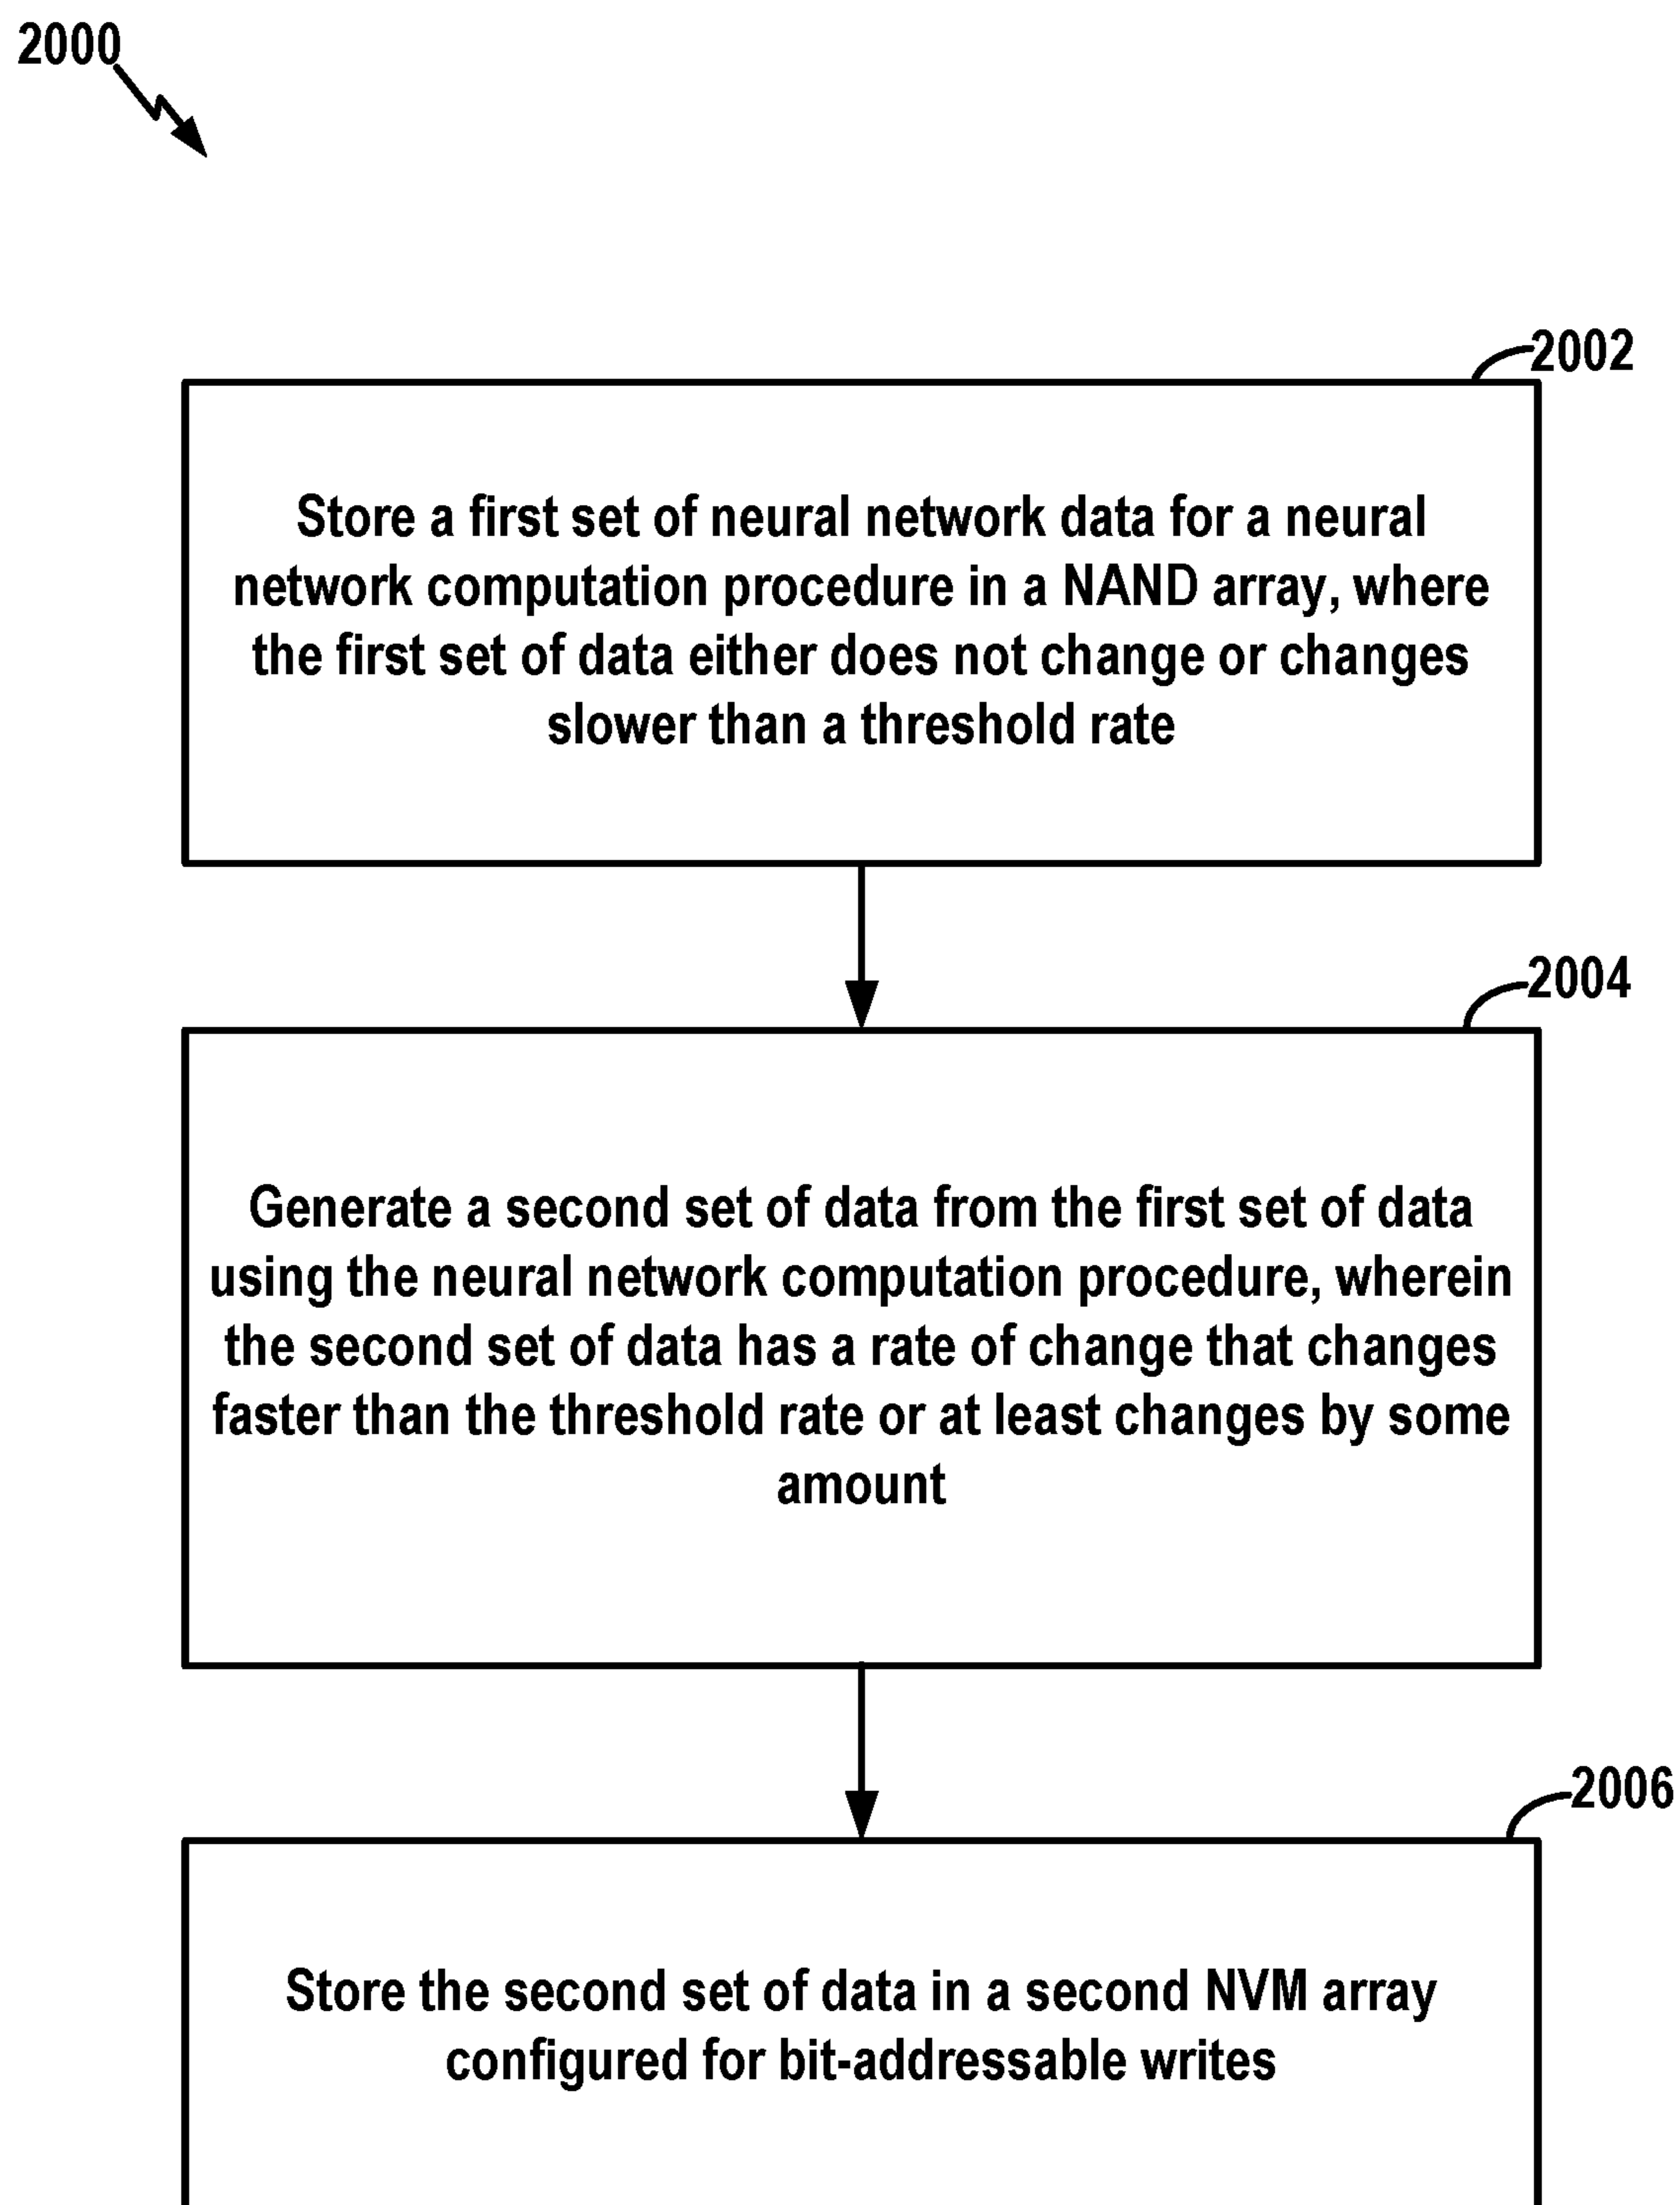 2000
2002
Store a first set of neural network data for a neural
network computation procedure in a NAND array, where
the first set of data either does not change or changes
slower than a threshold rate
2004
Generate a second set of data from the first set of data
using the neural network computation procedure, wherein
the second set of data has a rate of change that changes
faster than the threshold rate or at least changes by some
amount
2006
Store the second set of data in a second NVM array
configured for bit-addressable writes